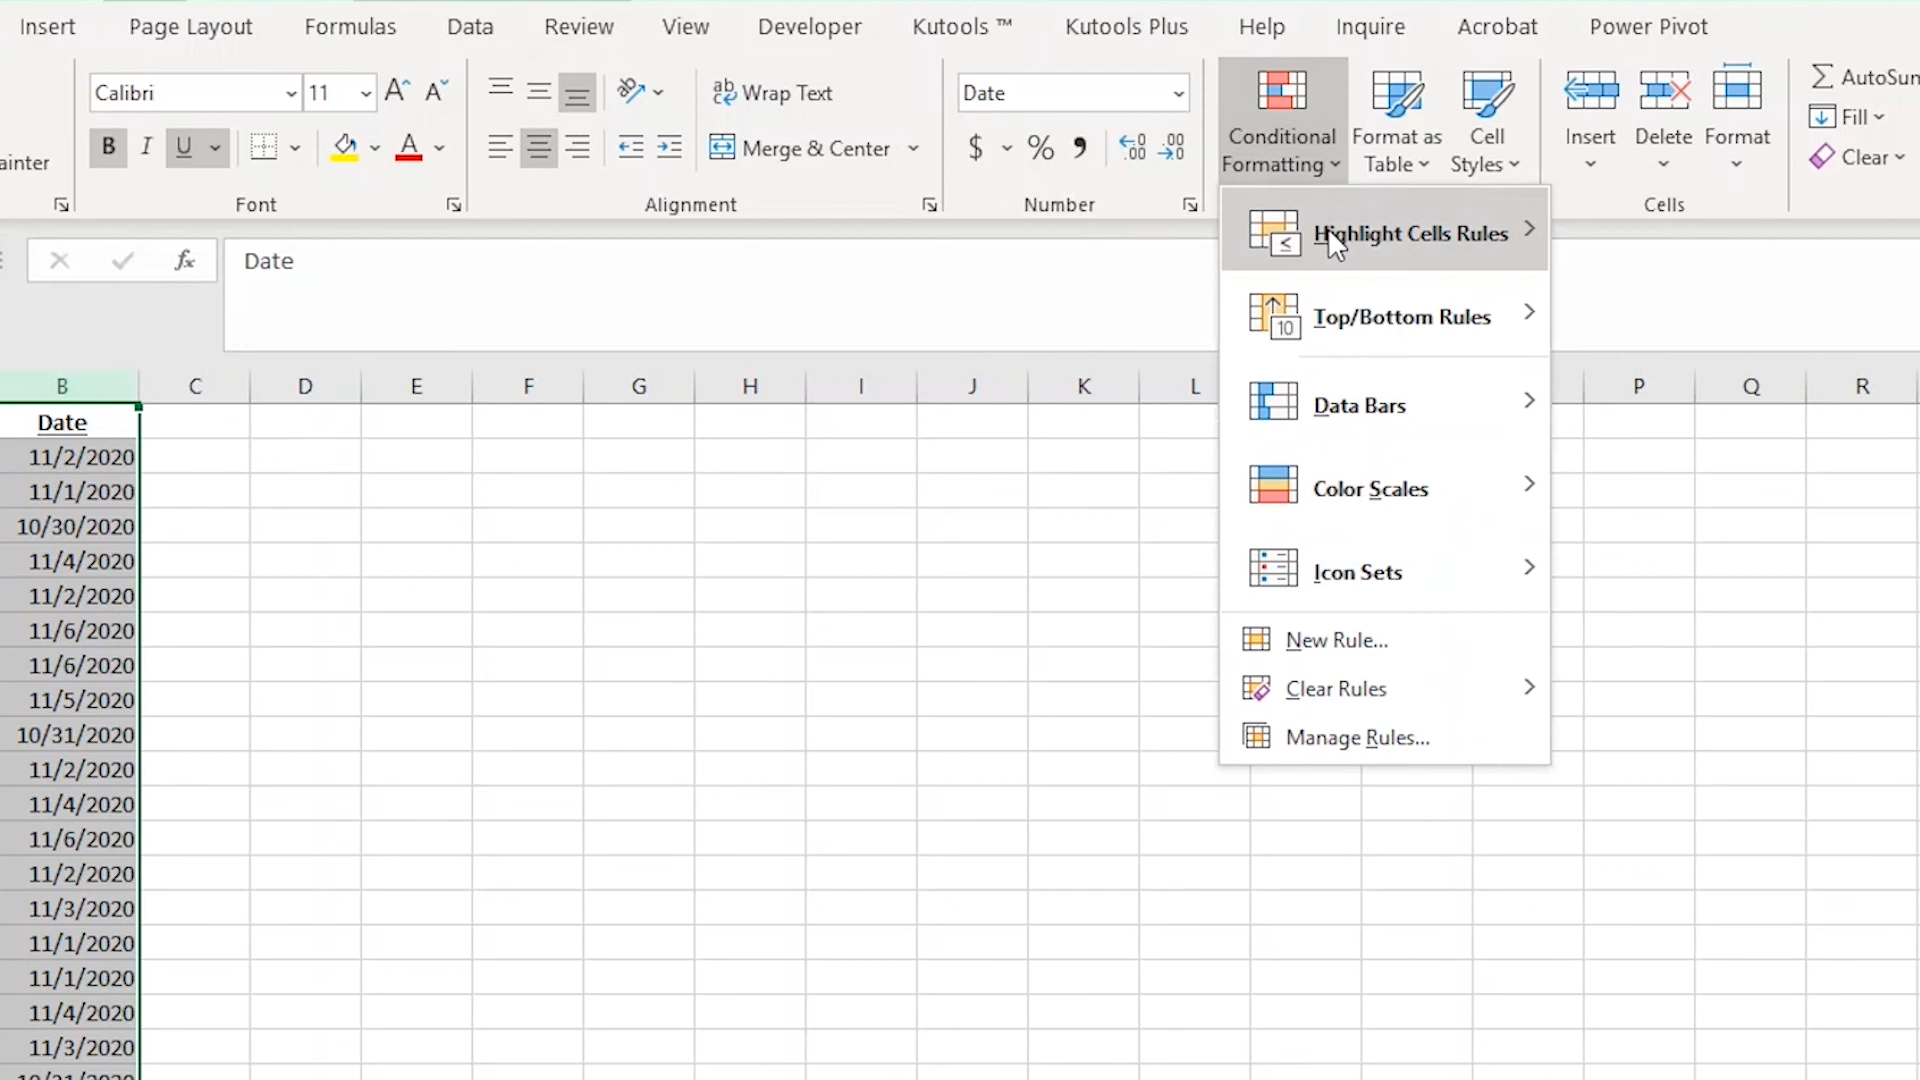 Insert Page Layout Formulas Data Review View Developer Kutools ™ Kutools Plus Help Inquire Acrobat Power Pivot
Calibri 11 A A Wrap Text Date AutoSum
Conditional Formatting Format as Table Cell Styles Insert Delete Format Fill
ainter B I U A Merge & Center $ % Clear
Font Alignment Number Cells
Highlight Cells Rules
fx Date
Top/Bottom Rules
10
B C D E F G H I J K L P Q R
Data Bars
Color Scales
Icon Sets
New Rule...
Clear Rules
Manage Rules...
Date
11/2/2020
11/1/2020
10/30/2020
11/4/2020
11/2/2020
11/6/2020
11/6/2020
11/5/2020
10/31/2020
11/2/2020
11/4/2020
11/6/2020
11/2/2020
11/3/2020
11/1/2020
11/1/2020
11/4/2020
11/3/2020